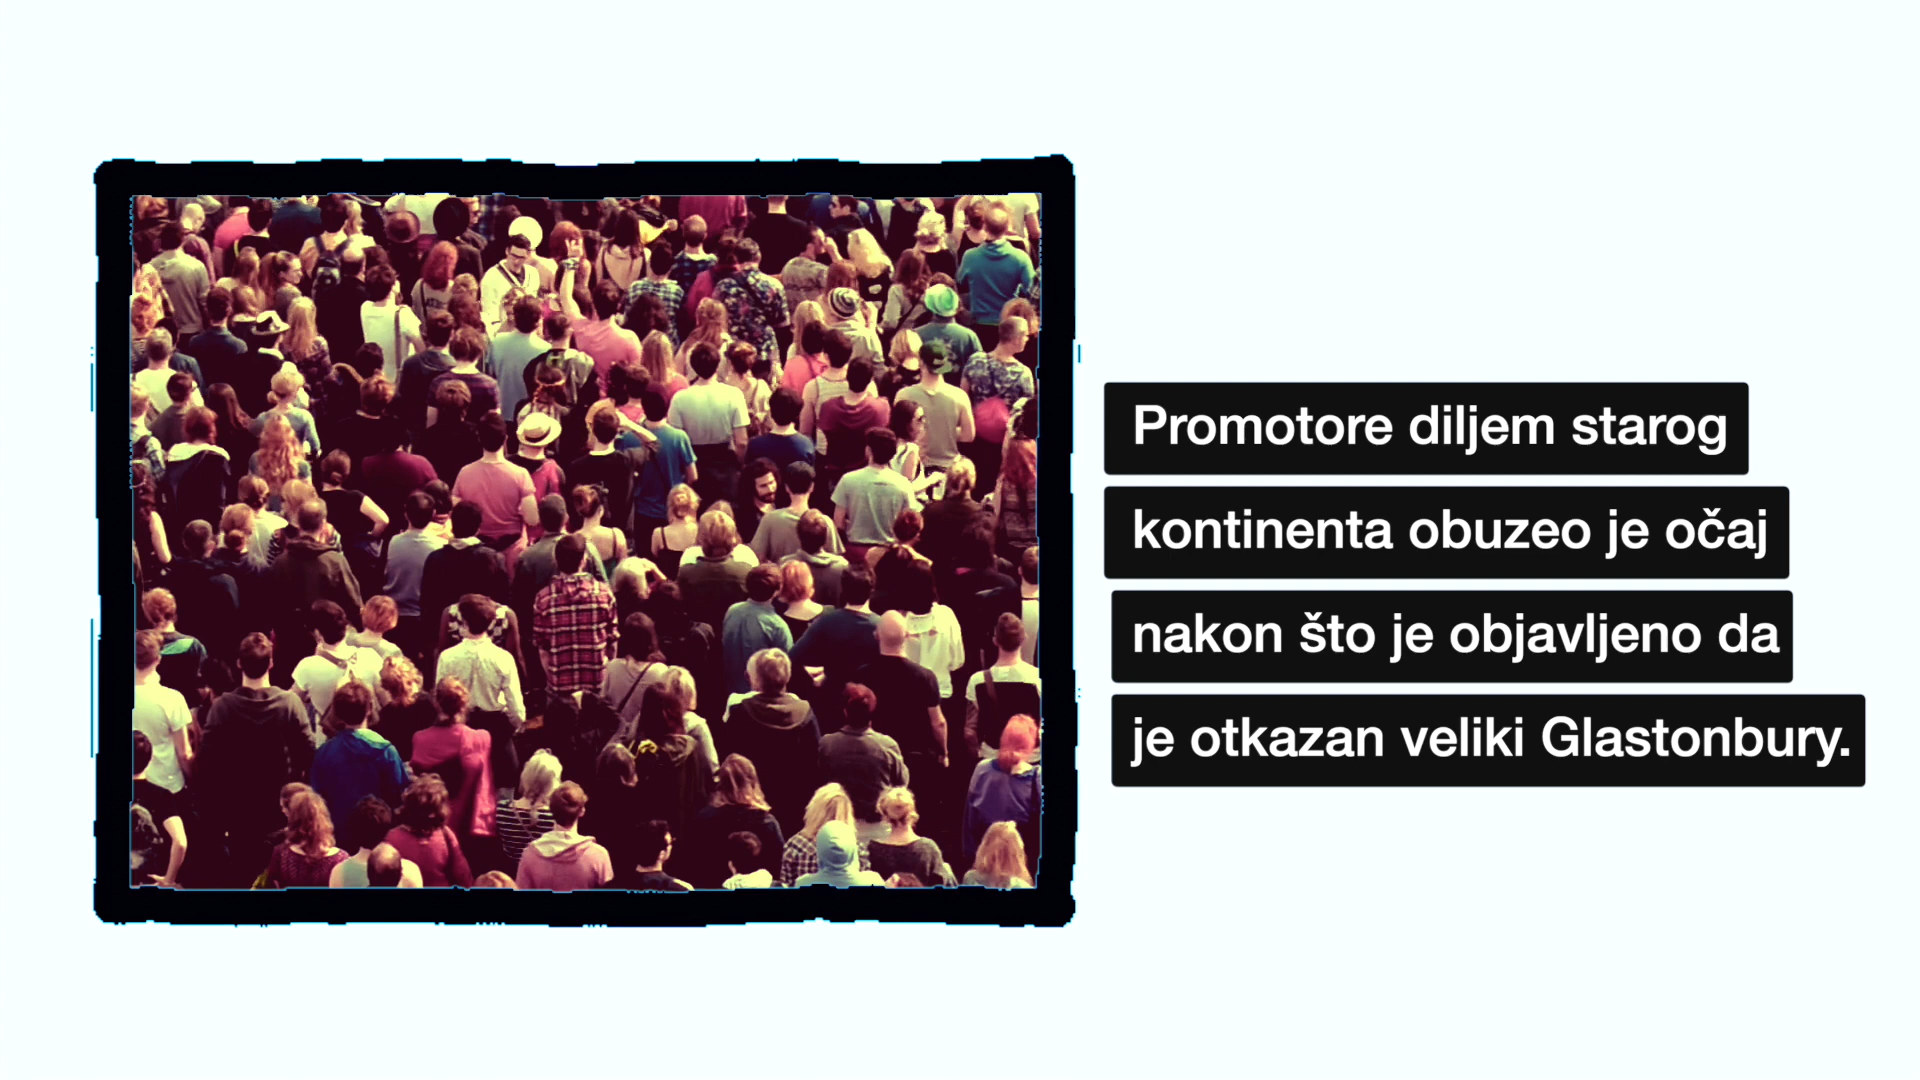 Promotore diljem starog
kontinenta obuzeo je očaj
nakon što je objavljeno da
je otkazan veliki Glastonbury.